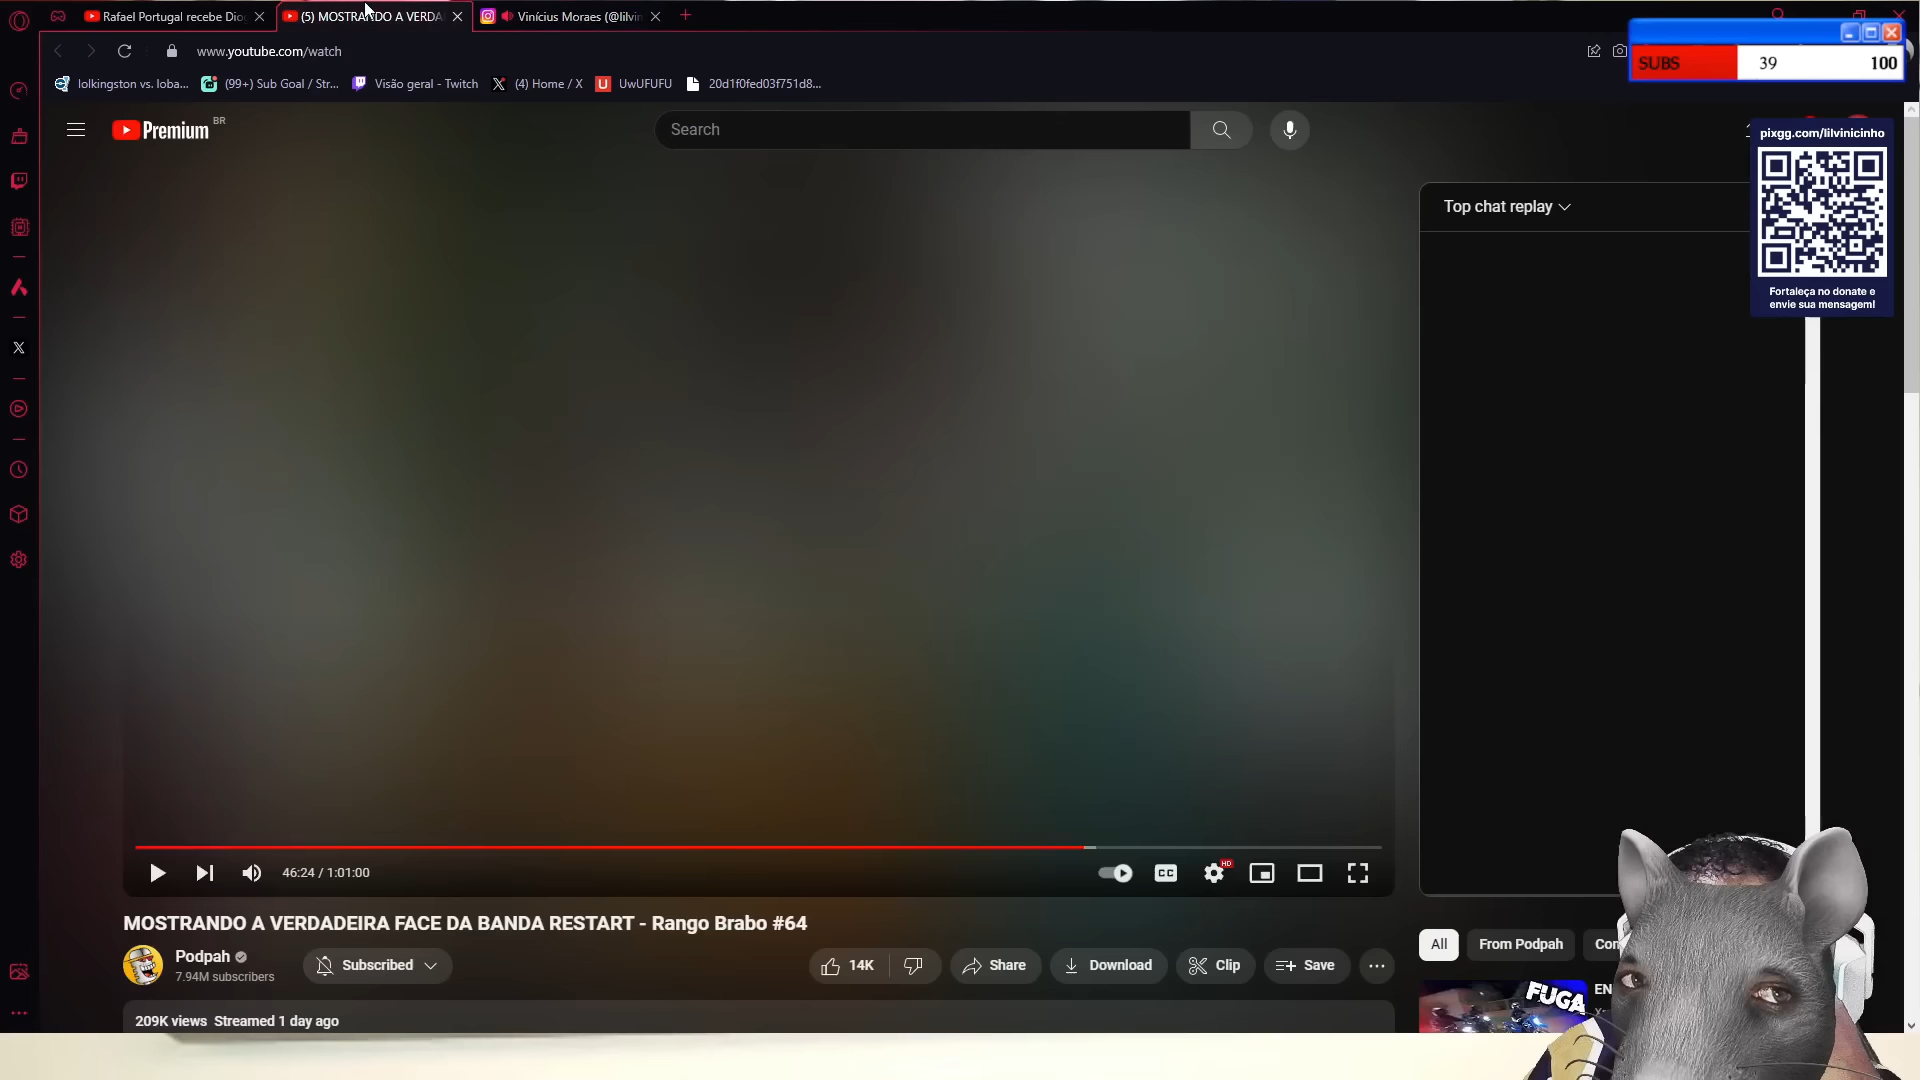 Rafael Portugal recebe Dio
(5) MOSTRANDO A VERDA
Vinícius Moraes (@lilvin
www.youtube.com/watch
SUBS 39 100
lolkingston vs. loba...
(99+) Sub Goal / Str...
Visão geral - Twitch
(4) Home / X
UwUFUFU
20d1f0fed03f751d8...
Premium BR
Search
pixgg.com/lilvinicinho
Fortaleça no donate e
envie sua mensagem!
Top chat replay
46:24 / 1:01:00
CC
HD
MOSTRANDO A VERDADEIRA FACE DA BANDA RESTART - Rango Brabo #64
Podpah
7.94M subscribers
Subscribed
14K
Share
Download
Clip
Save
All
From Podpah
Con
209K views Streamed 1 day ago
FUGA
EN